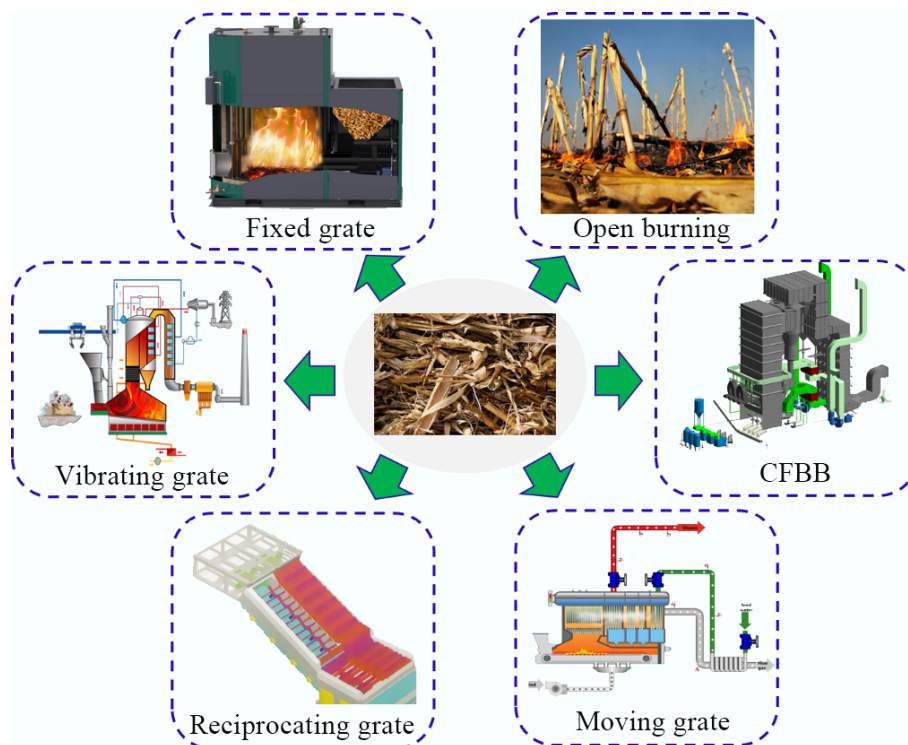 Fixed grate
Open burning
Vibrating grate
CFBB
Reciprocating grate
Moving grate